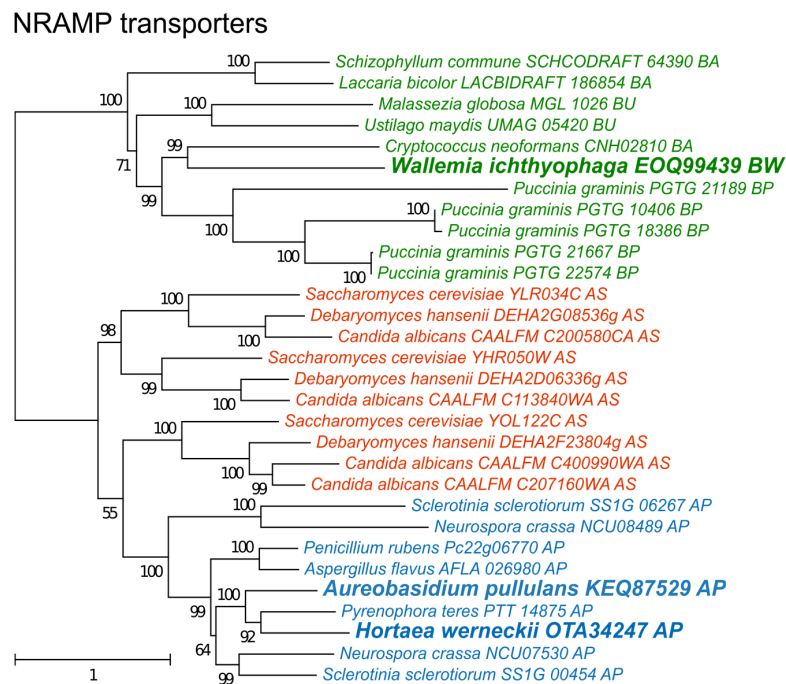 NRAMP transporters
100
Schizophyllum commune SCHCODRAFT 64390 BA
Laccaria bicolor LACBIDRAFT 186854 BA
100
100
Malassezia globosa MGL 1026 BU
Ustilago maydis UMAG 05420 BU
71
99
Cryptococcus neoformans CNH02810 BA
Wallemia ichthyophaga EOQ99439 BW
99
Puccinia graminis PGTG 21189 BP
100
100
Puccinia graminis PGTG 10406 BP
Puccinia graminis PGTG 18386 BP
100
Puccinia graminis PGTG 21667 BP
100
Puccinia graminis PGTG 22574 BP
100
Saccharomyces cerevisiae YLR034C AS
98
Debaryomyces hansenii DEHA2G08536g AS
100
Candida albicans CAALFM C200580CA AS
Saccharomyces cerevisiae YHR050W AS
99
Debaryomyces hansenii DEHA2D06336g AS
100
Candida albicans CAALFM C113840WA AS
100
Saccharomyces cerevisiae YOL122C AS
Debaryomyces hansenii DEHA2F23804g AS
100
Candida albicans CAALFM C400990WA AS
99
Candida albicans CAALFM C207160WA AS
55
100
Sclerotinia sclerotiorum SS1G 06267 AP
Neurospora crassa NCU08489 AP
100
100
Penicillium rubens Pc22g06770 AP
Aspergillus flavus AFLA 026980 AP
99
100
Aureobasidium pullulans KEQ87529 AP
Pyrenophora teres PTT 14875 AP
92
Hortaea werneckii OTA34247 AP
64
Neurospora crassa NCU07530 AP
99
Sclerotinia sclerotiorum SS1G 00454 AP
1